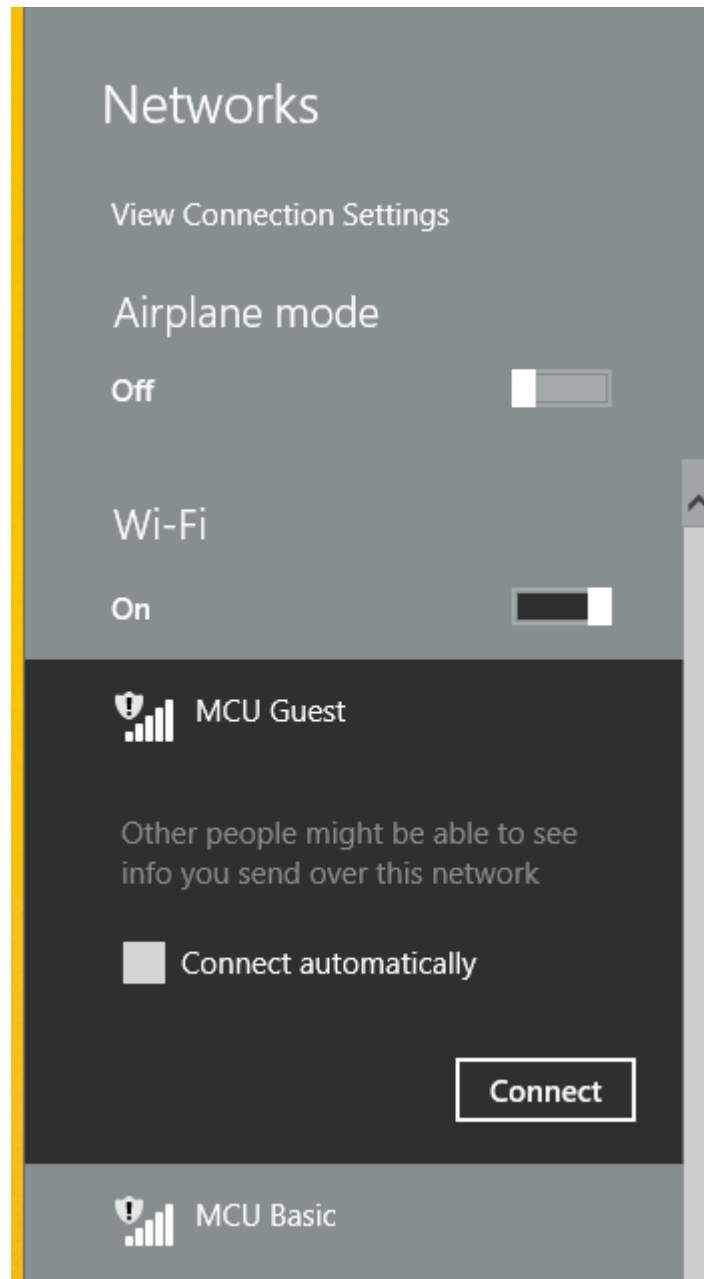 Networks
View Connection Settings
Airplane mode
Off
Wi-Fi
On
MCU Guest
Other people might be able to see
info you send over this network
Connect automatically
Connect
MCU Basic